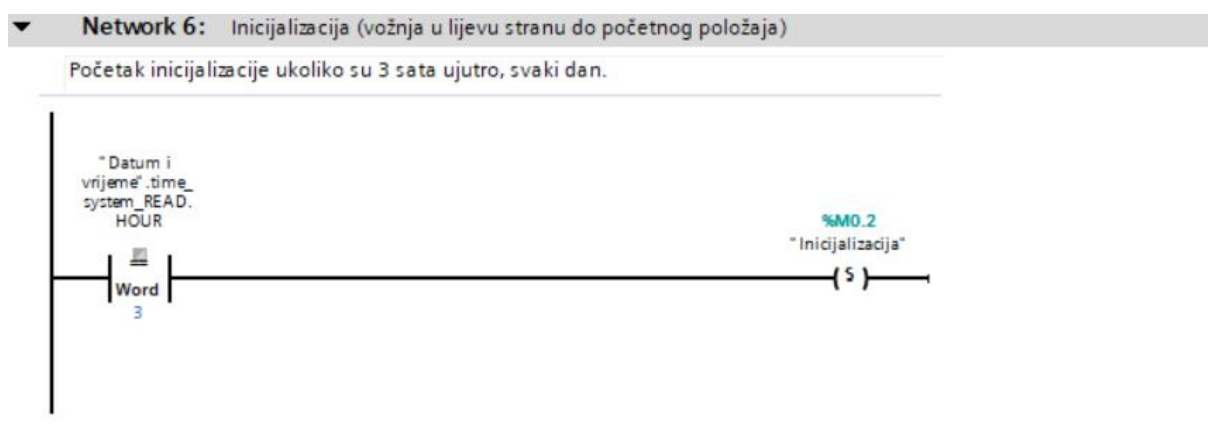 Network 6: Inicijalizacija (vožnja u lijevu stranu do početnog položaja)
Početak inicijalizacije ukoliko su 3 sata ujutro, svaki dan.
"Datum i
vrijeme".time_
system_READ.
HOUR
Word
3
%M0.2
"Inicijalizacija"
S